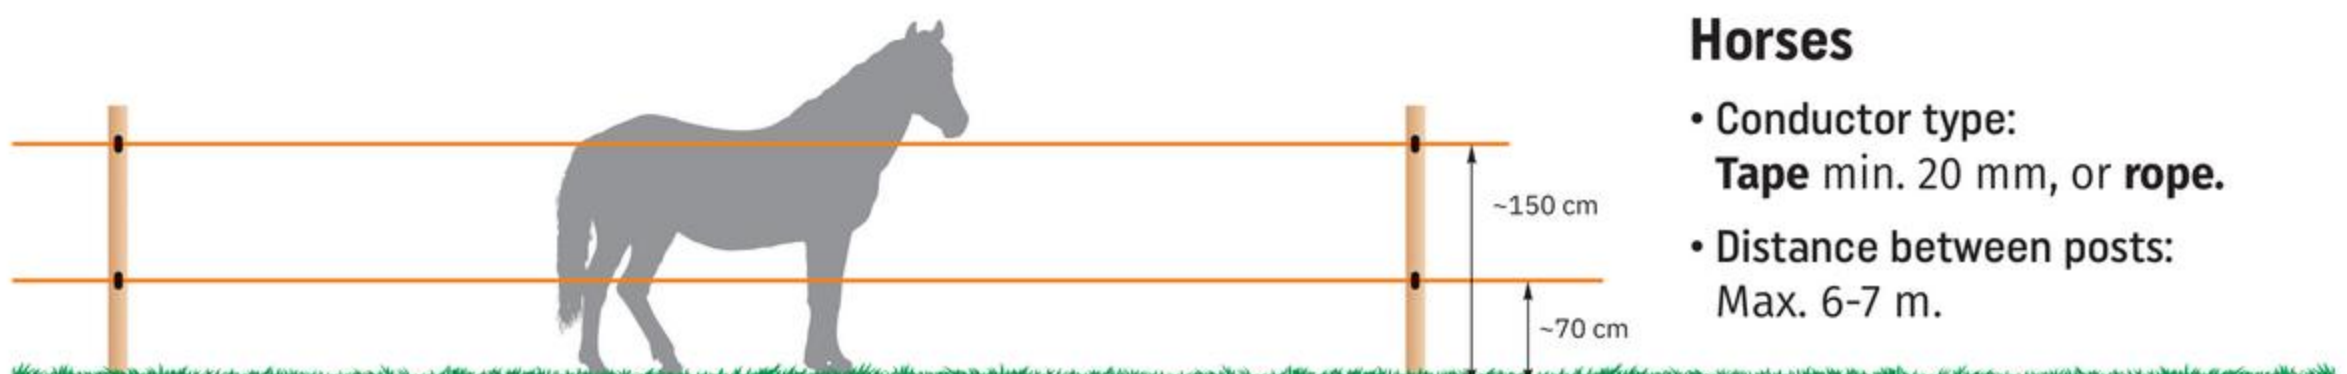 Horses
• Conductor type:
Tape min. 20 mm, or rope.
• Distance between posts:
Max. 6-7 m.
~150 cm
~70 cm